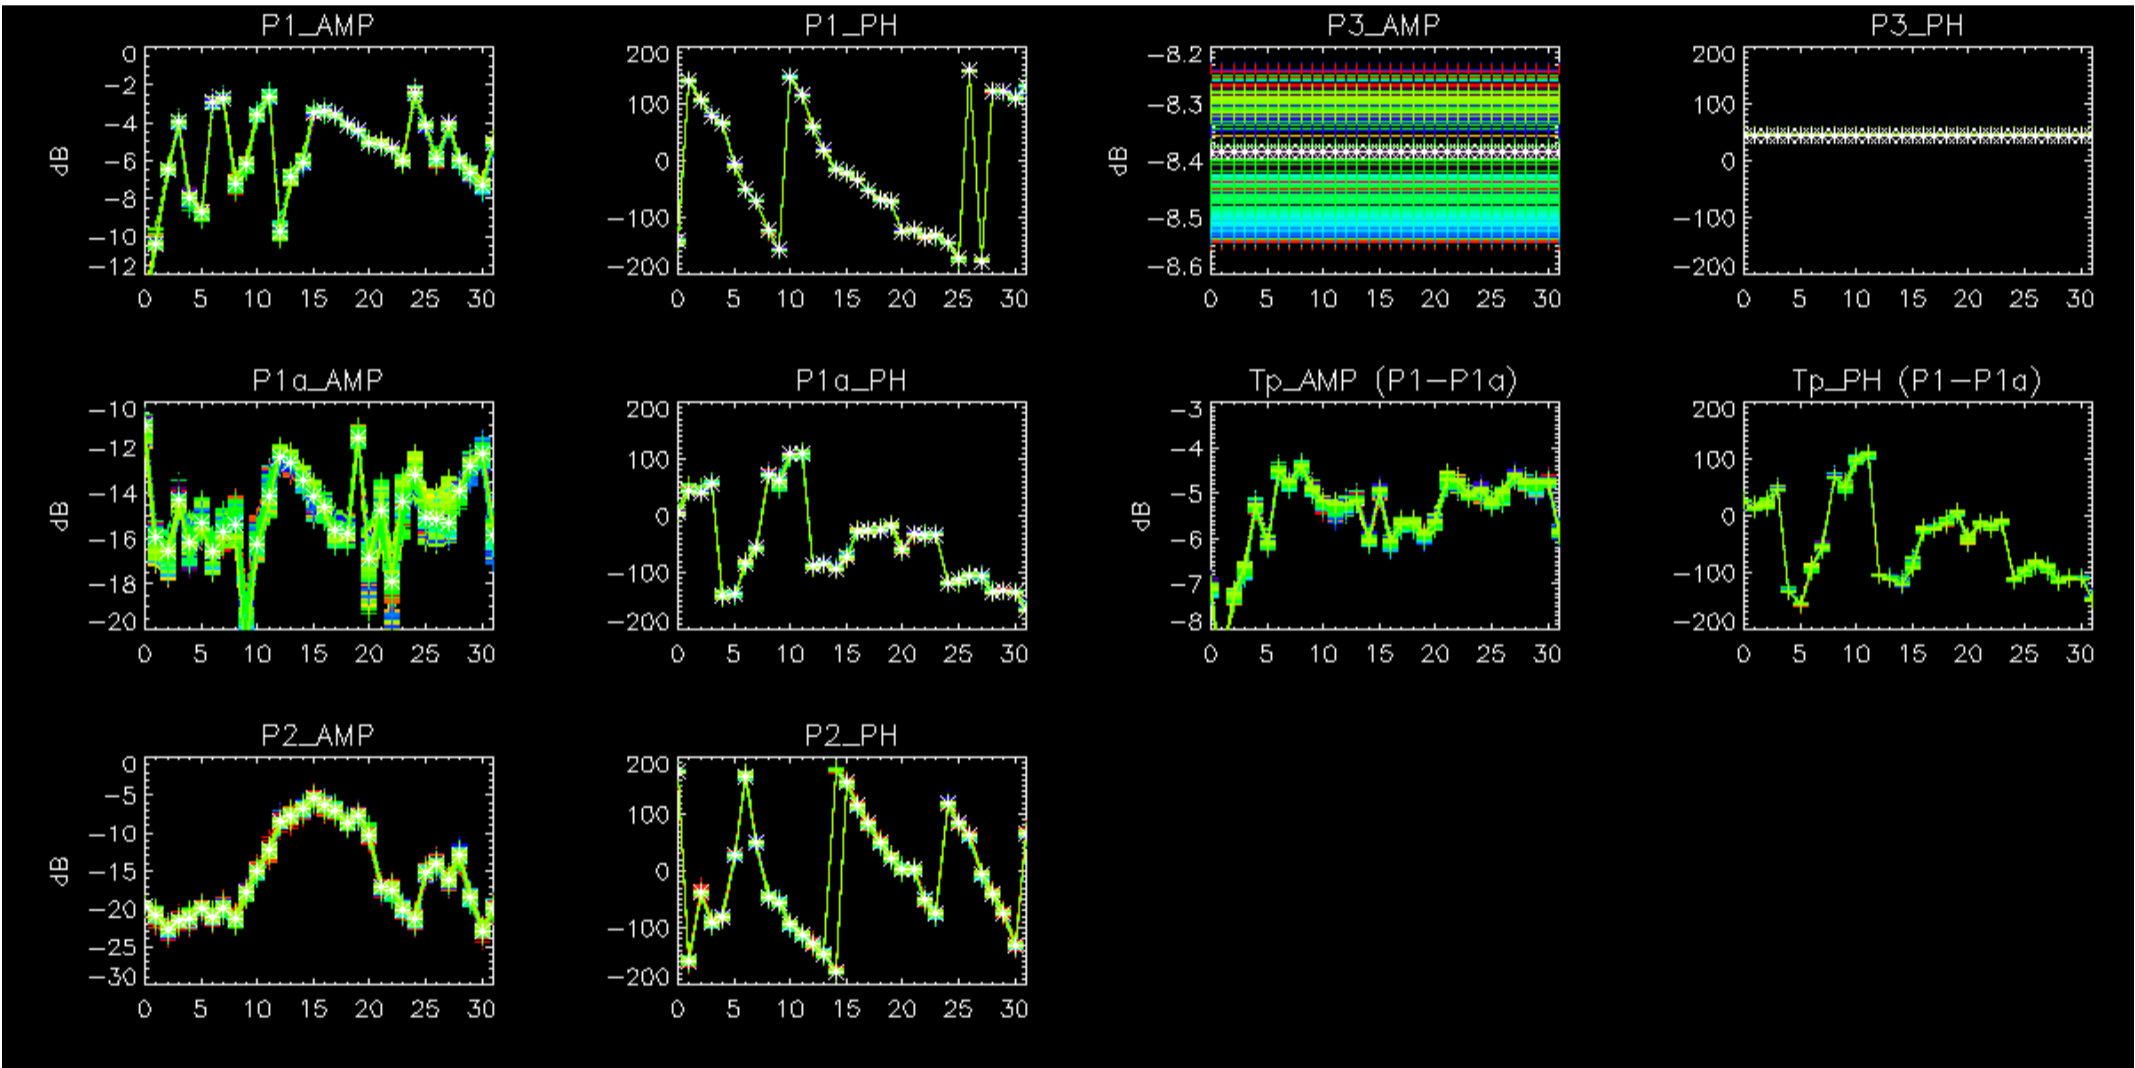 P1_AMP
0
−2
−4
−6
−8
−10
−12
dB
0 5 10 15 20 25 30
P1_PH
200
100
0
−100
−200
0 5 10 15 20 25 30
P3_AMP
−8.2
−8.3
−8.4
−8.5
−8.6
dB
0 5 10 15 20 25 30
P3_PH
200
100
0
−100
−200
0 5 10 15 20 25 30
P1a_AMP
−10
−12
−14
−16
−18
−20
dB
0 5 10 15 20 25 30
P1a_PH
200
100
0
−100
−200
0 5 10 15 20 25 30
Tp_AMP (P1−P1a)
−3
−4
−5
−6
−7
−8
dB
0 5 10 15 20 25 30
Tp_PH (P1−P1a)
200
100
0
−100
−200
0 5 10 15 20 25 30
P2_AMP
0
−5
−10
−15
−20
−25
−30
dB
0 5 10 15 20 25 30
P2_PH
200
100
0
−100
−200
0 5 10 15 20 25 30